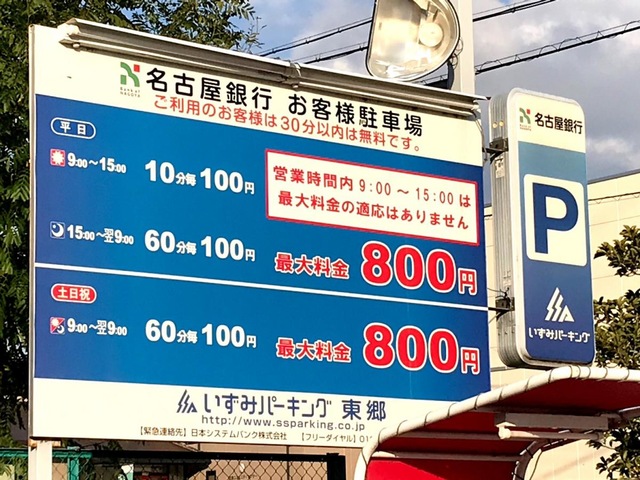 名古屋銀行 お客様駐車場
ご利用のお客様は30分以内は無料です。
平日
9:00〜15:00 10分毎100円
営業時間内9:00〜15:00は
最大料金の適応はありません
15:00〜翌9:00 60分毎100円 最大料金 800円
土日祝
9:00〜翌9:00 60分毎100円 最大料金 800円
いずみパーキング 東郷
http://www.ssparking.co.jp
【緊急連絡先】日本システムバンク株式会社 【フリーダイヤル】
名古屋銀行
P
いずみパーキング